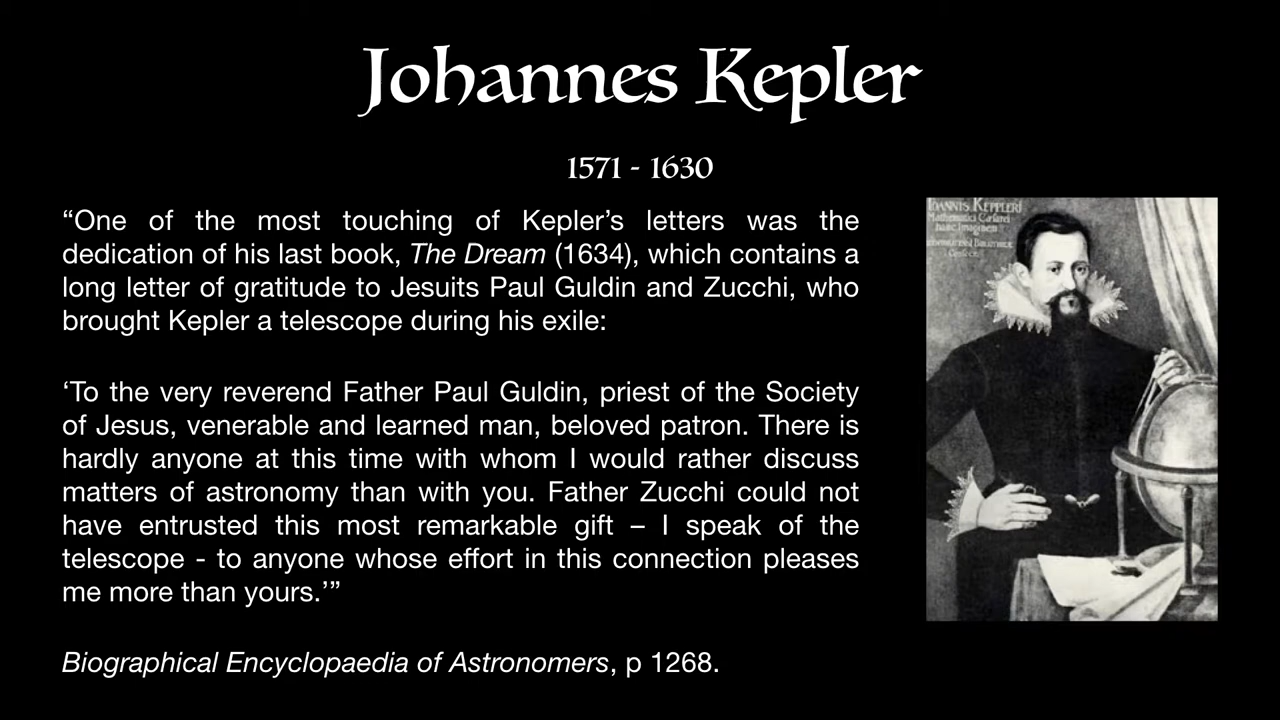 Johannes Kepler
1571 - 1630
“One of the most touching of Kepler’s letters was the
dedication of his last book, The Dream (1634), which contains a
long letter of gratitude to Jesuits Paul Guldin and Zucchi, who
brought Kepler a telescope during his exile:
‘To the very reverend Father Paul Guldin, priest of the Society
of Jesus, venerable and learned man, beloved patron. There is
hardly anyone at this time with whom I would rather discuss
matters of astronomy than with you. Father Zucchi could not
have entrusted this most remarkable gift – I speak of the
telescope - to anyone whose effort in this connection pleases
me more than yours.’”
Biographical Encyclopaedia of Astronomers, p 1268.
IOANNIS KEPPLERI
Mathematici Cæsarei
hanc Imaginem